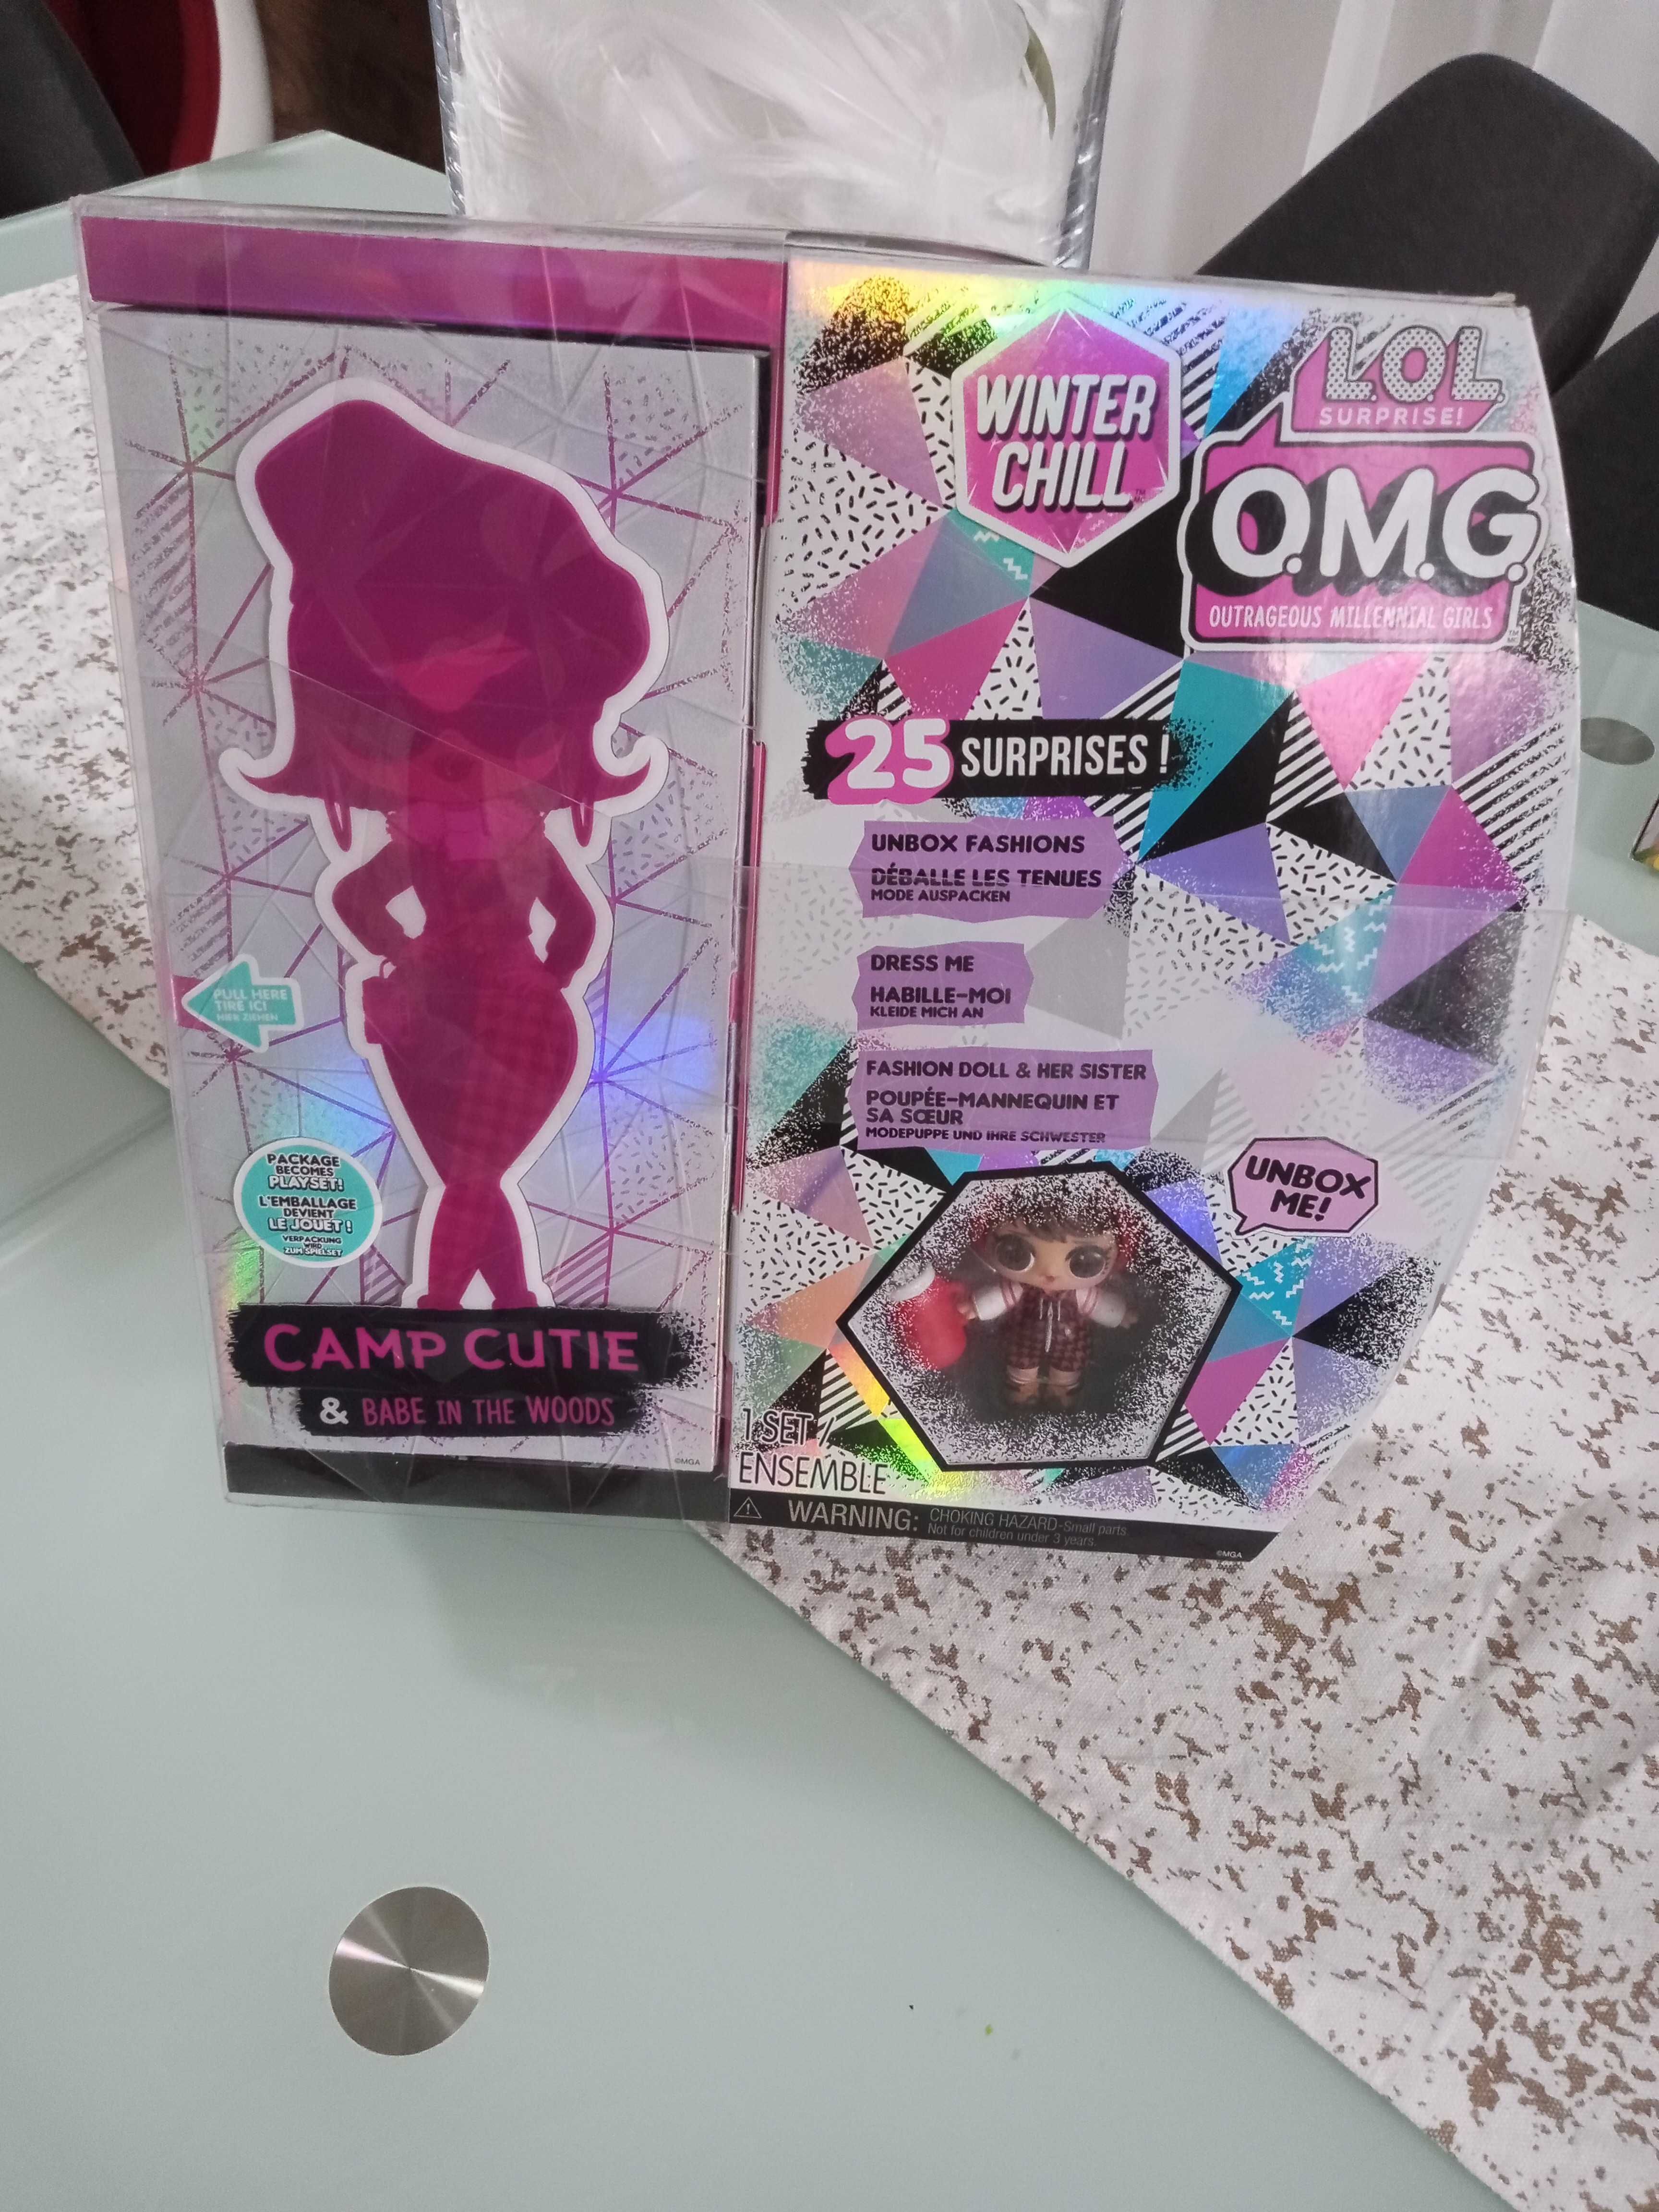 WINTER
CHILL
L.O.L.
SURPRISE!
O.M.G.
OUTRAGEOUS MILLENNIAL GIRLS
25 SURPRISES !
UNBOX FASHIONS
DÉBALLE LES TENUES
MODE AUSPACKEN
DRESS ME
HABILLE-MOI
KLEIDE MICH AN
FASHION DOLL & HER SISTER
POUPÉE-MANNEQUIN ET
SA SŒUR
MODEPUPPE UND IHRE SCHWESTER
UNBOX
ME!
PULL HERE
TIRE ICI
HIER ZIEHEN
PACKAGE
BECOMES
PLAYSET!
L'EMBALLAGE
DEVIENT
LE JOUET !
VERPACKUNG
WIRD
ZUM SPIELSET
CAMP CUTIE
& BABE IN THE WOODS
©MGA
1 SET /
ENSEMBLE
WARNING: CHOKING HAZARD-Small parts.
Not for children under 3 years.
©MGA